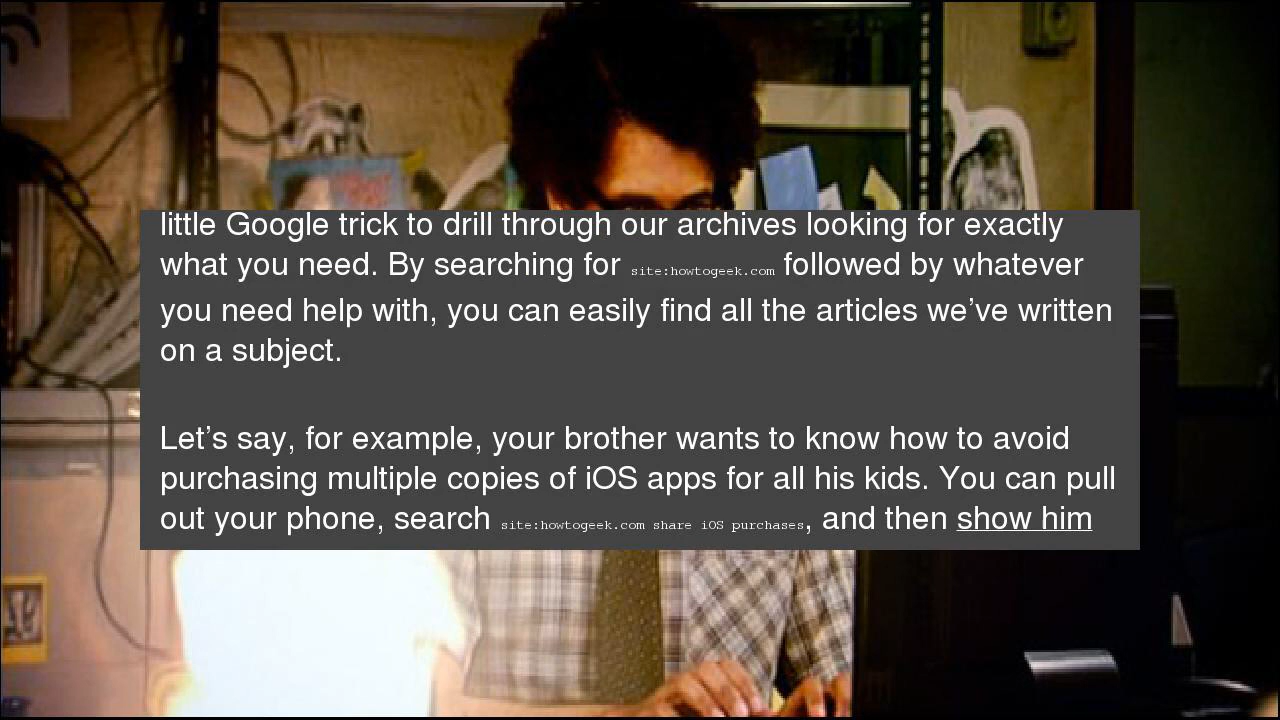 little Google trick to drill through our archives looking for exactly
what you need. By searching for site:howtogeek.com followed by whatever
you need help with, you can easily find all the articles we’ve written
on a subject.
Let’s say, for example, your brother wants to know how to avoid
purchasing multiple copies of iOS apps for all his kids. You can pull
out your phone, search site:howtogeek.com share iOS purchases, and then show him